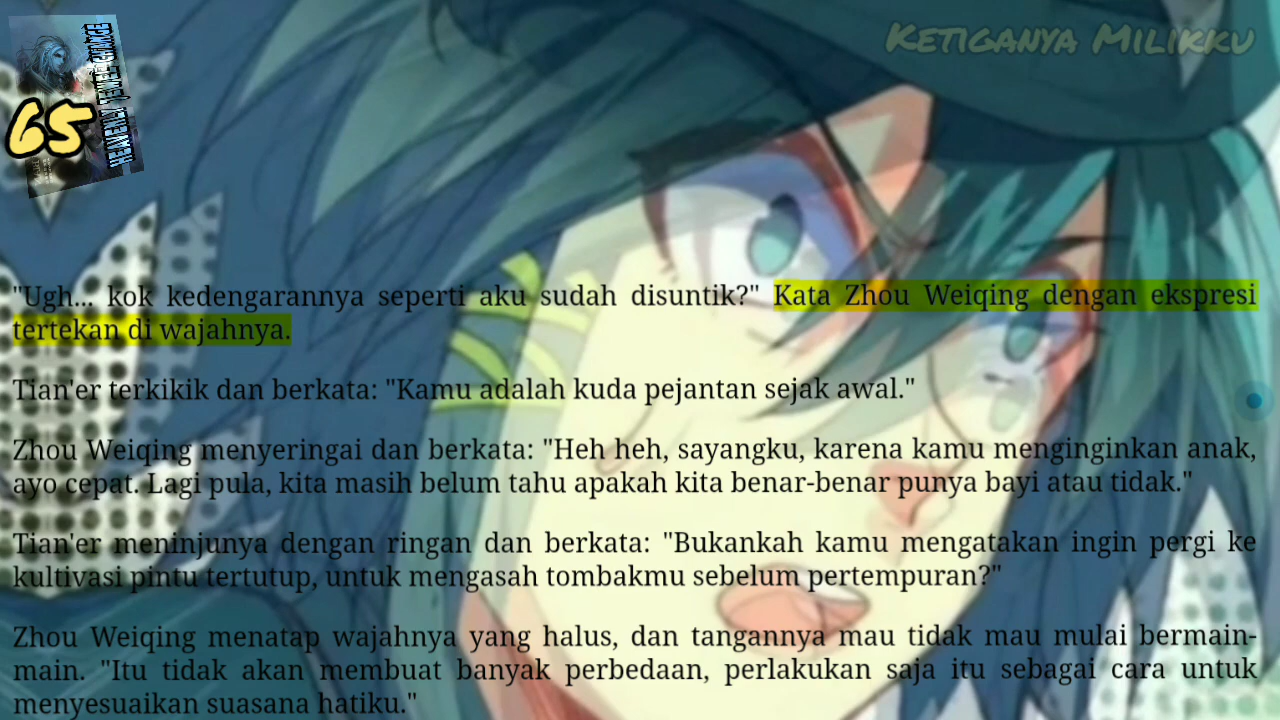 Ketiganya Milikku
65
HEAVENLY JEWEL CHANGE
"Ugh... kok kedengarannya seperti aku sudah disuntik?" Kata Zhou Weiqing dengan ekspresi
tertekan di wajahnya.
Tian'er terkikik dan berkata: "Kamu adalah kuda pejantan sejak awal."
Zhou Weiqing menyeringai dan berkata: "Heh heh, sayangku, karena kamu menginginkan anak,
ayo cepat. Lagi pula, kita masih belum tahu apakah kita benar-benar punya bayi atau tidak."
Tian'er meninjunya dengan ringan dan berkata: "Bukankah kamu mengatakan ingin pergi ke
kultivasi pintu tertutup, untuk mengasah tombakmu sebelum pertempuran?"
Zhou Weiqing menatap wajahnya yang halus, dan tangannya mau tidak mau mulai bermain-
main. "Itu tidak akan membuat banyak perbedaan, perlakukan saja itu sebagai cara untuk
menyesuaikan suasana hatiku."